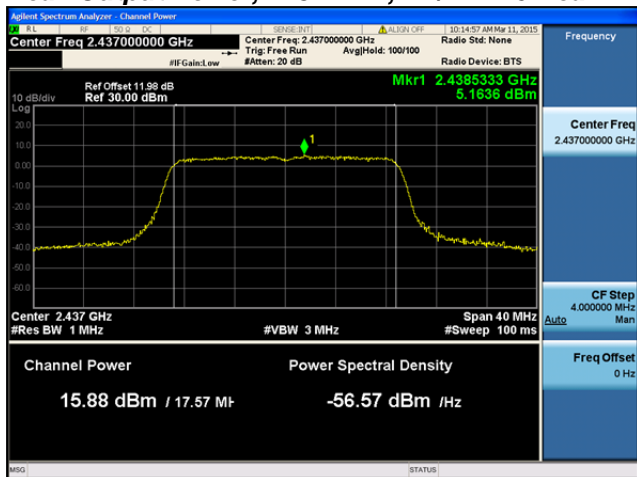 Agilent Spectrum Analyzer - Channel Power
RL RF 50 Ω DC SENSE:INT ALIGN OFF 10:14:57 AM Mar 11, 2015
Center Freq 2.437000000 GHz
Center Freq: 2.437000000 GHz Radio Std: None
Trig: Free Run Avg|Hold: 100/100
#IFGain:Low #Atten: 20 dB Radio Device: BTS
Frequency
Mkr1 2.4385333 GHz
5.1636 dBm
Ref Offset 11.98 dB
10 dB/div Ref 30.00 dBm
Log
20.0
10.0
0.00
-10.0
-20.0
-30.0
-40.0
-50.0
-60.0
1
Center Freq
2.437000000 GHz
Center 2.437 GHz Span 40 MHz
#Res BW 1 MHz #VBW 3 MHz #Sweep 100 ms
CF Step
4.000000 MHz
Auto Man
Channel Power Power Spectral Density
15.88 dBm / 17.57 MH -56.57 dBm /Hz
Freq Offset
0 Hz
MSG STATUS